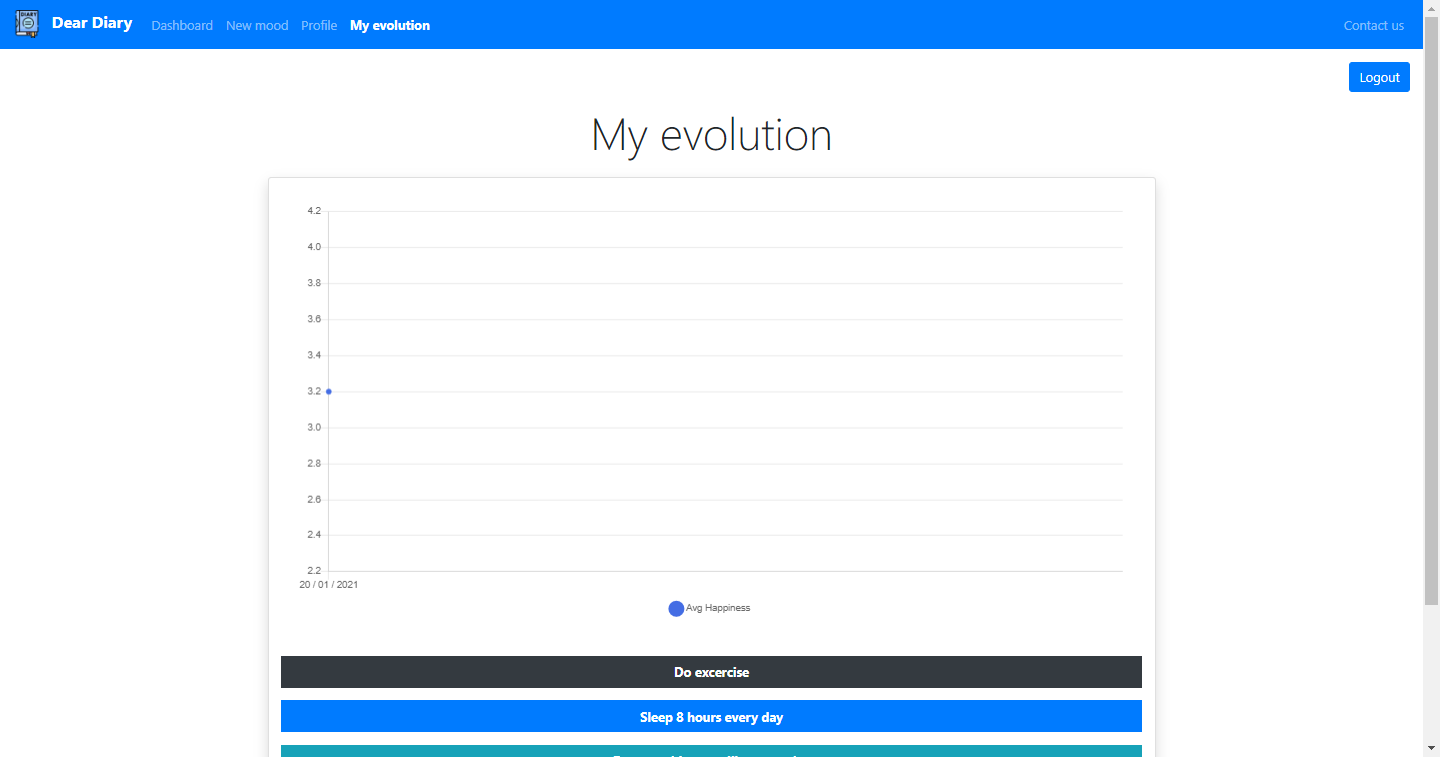 DIARY
Dear Diary Dashboard New mood Profile My evolution Contact us
Logout
My evolution
4.2
4.0
3.8
3.6
3.4
3.2
3.0
2.8
2.6
2.4
2.2
20 / 01 / 2021
Avg Happiness
Do excercise
Sleep 8 hours every day